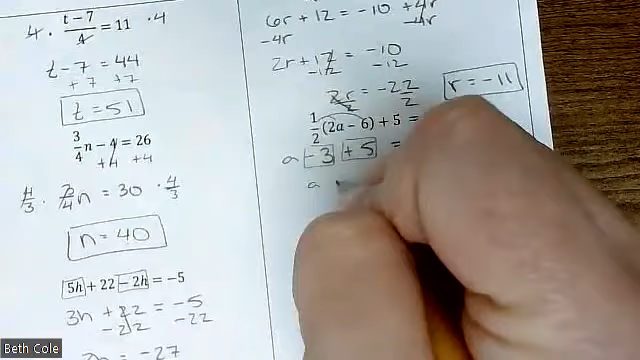 4. (t − 7)/4 = 11 · 4
t − 7 = 44
+7 +7
t = 51
3/4 n − 4 = 26
+4 +4
4/3 · 3/4 n = 30 · 4/3
n = 40
5h + 22 − 2h = −5
3h + 22 = −5
−22 −22
= −27
6r + 12 = −10 + 4r
−4r −4r
2r + 12 = −10
−12 −12
2r/2 = −22/2
r = −11
1/2 (2a − 6) + 5 =
a − 3 + 5 =
a
Beth Cole